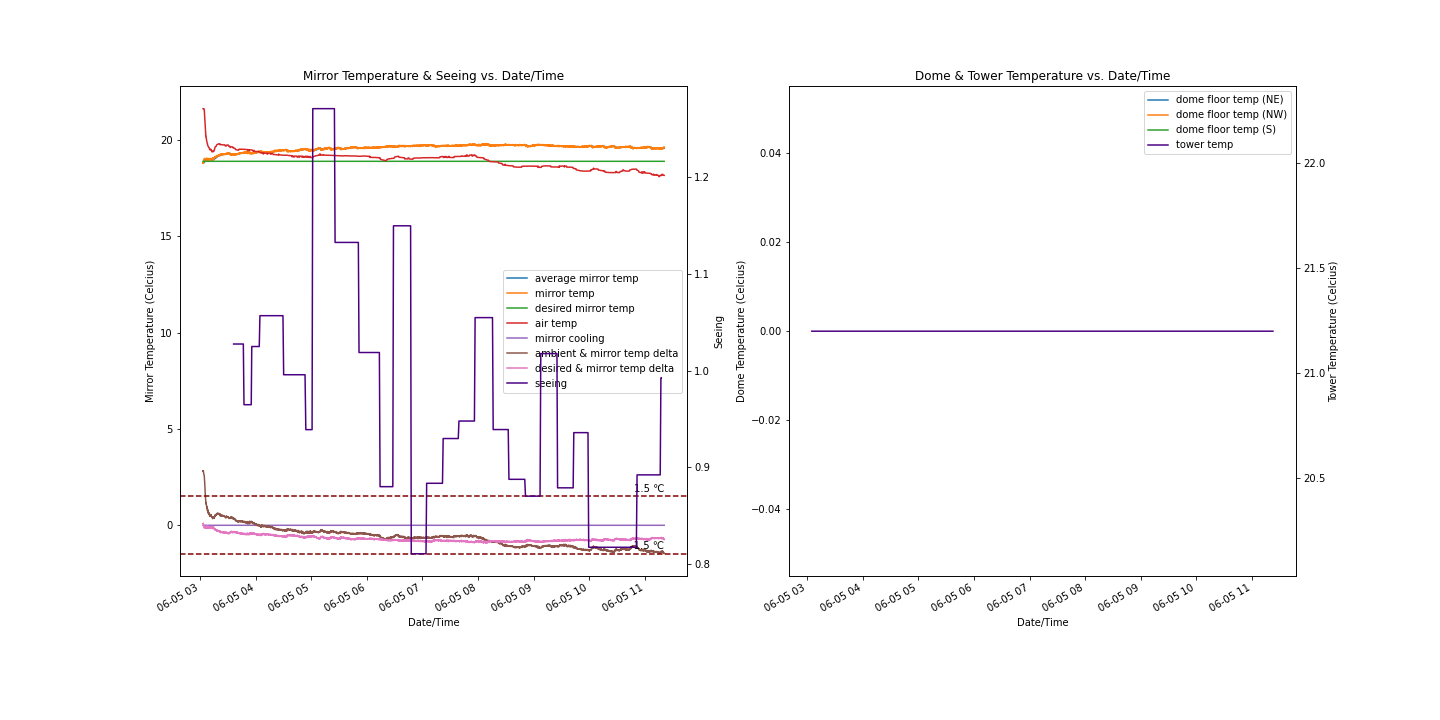 Mirror Temperature & Seeing vs. Date/Time
20
15
10
5
0
Mirror Temperature (Celcius)
1.2
1.1
1.0
0.9
0.8
Seeing
average mirror temp
mirror temp
desired mirror temp
air temp
mirror cooling
ambient & mirror temp delta
desired & mirror temp delta
seeing
1.5 °C
06-05 03
06-05 04
06-05 05
06-05 06
06-05 07
06-05 08
06-05 09
06-05 10
06-05 11
Date/Time
Dome & Tower Temperature vs. Date/Time
dome floor temp (NE)
dome floor temp (NW)
dome floor temp (S)
tower temp
0.04
0.02
0.00
−0.02
−0.04
Dome Temperature (Celcius)
22.0
21.5
21.0
20.5
Tower Temperature (Celcius)
06-05 03
06-05 04
06-05 05
06-05 06
06-05 07
06-05 08
06-05 09
06-05 10
06-05 11
Date/Time